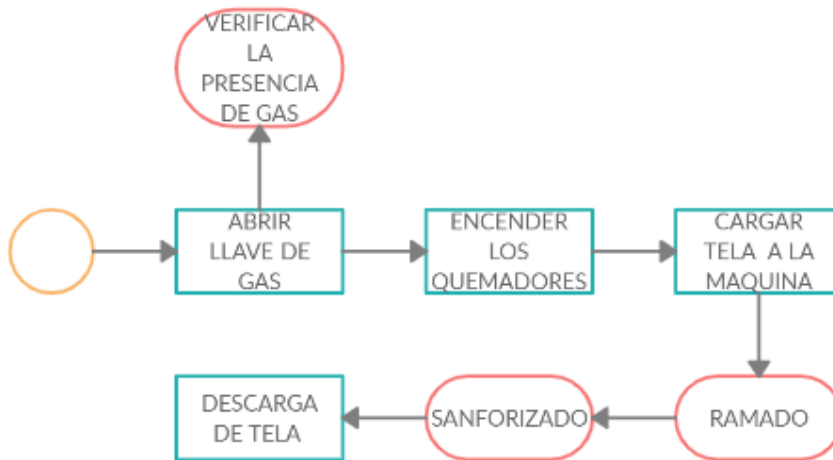 VERIFICAR
LA
PRESENCIA
DE GAS
ABRIR
LLAVE DE
GAS
ENCENDER
LOS
QUEMADORES
CARGAR
TELA A LA
MAQUINA
DESCARGA
DE TELA
SANFORIZADO
RAMADO